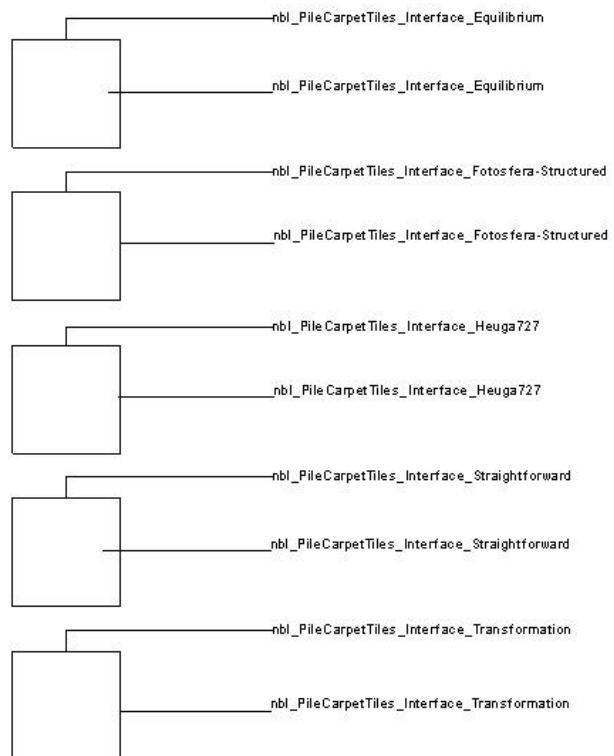 nbl_PileCarpetTiles_Interface_Equilibrium
nbl_PileCarpetTiles_Interface_Equilibrium
nbl_PileCarpetTiles_Interface_Fotosfera-Structured
nbl_PileCarpetTiles_Interface_Fotosfera-Structured
nbl_PileCarpetTiles_Interface_Heuga727
nbl_PileCarpetTiles_Interface_Heuga727
nbl_PileCarpetTiles_Interface_Straightforward
nbl_PileCarpetTiles_Interface_Straightforward
nbl_PileCarpetTiles_Interface_Transformation
nbl_PileCarpetTiles_Interface_Transformation